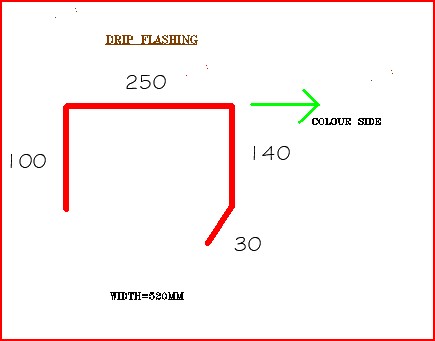 DRIP FLASHING
250
COLOUR SIDE
100
140
30
WIDTH=520MM